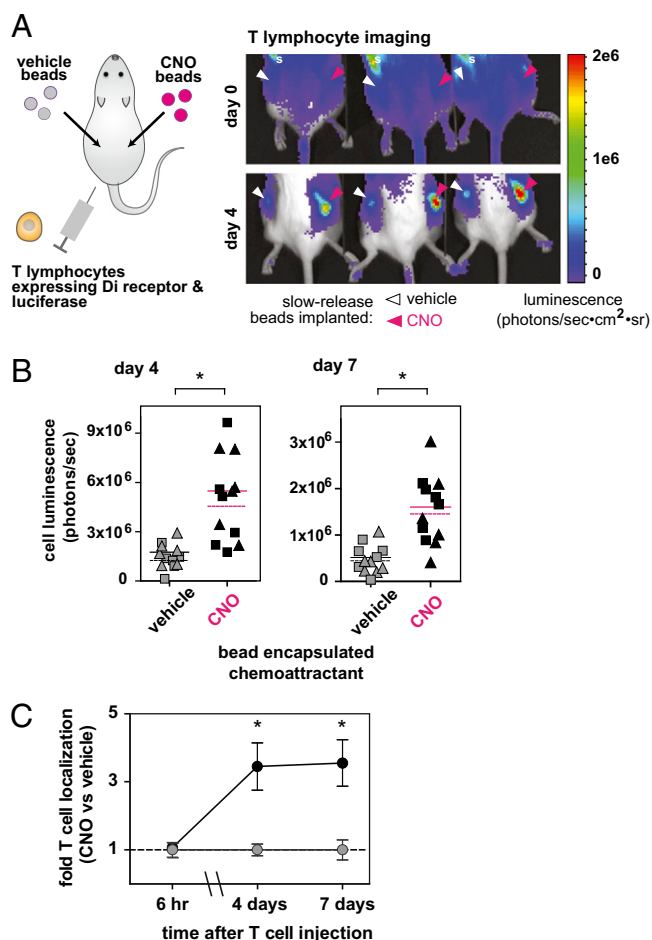 A
vehicle
beads
CNO
beads
T lymphocytes
expressing Di receptor &
luciferase
T lymphocyte imaging
day 0
s
s
s
day 4
slow-release
beads implanted:
vehicle
CNO
2e6
1e6
0
luminescence
(photons/sec•cm²•sr)
B
day 4
day 7
*
*
cell luminescence
(photons/sec)
9x10⁶
6x10⁶
3x10⁶
0
vehicle
CNO
3x10⁶
2x10⁶
1x10⁶
0
vehicle
CNO
bead encapsulated
chemoattractant
C
fold T cell localization
(CNO vs vehicle)
5
3
1
*
*
6 hr
4 days
7 days
time after T cell injection